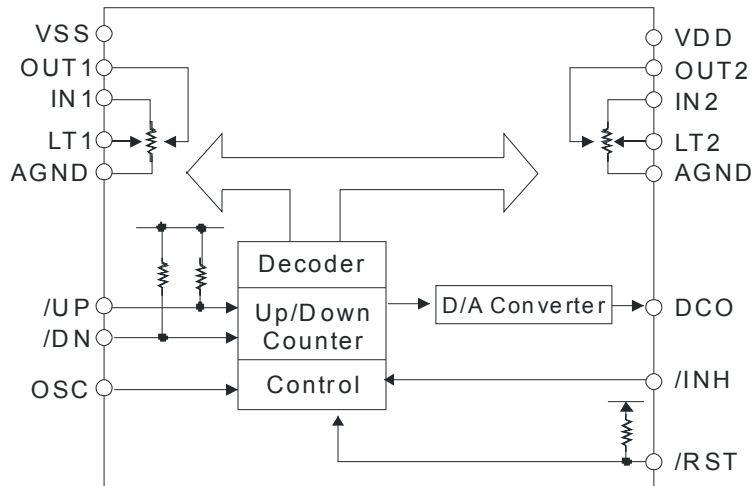 VSS
OUT1
IN1
LT1
AGND
/UP
/DN
OSC
VDD
OUT2
IN2
LT2
AGND
DCO
/INH
/RST
Decoder
Up/Down
Counter
Control
D/A Converter